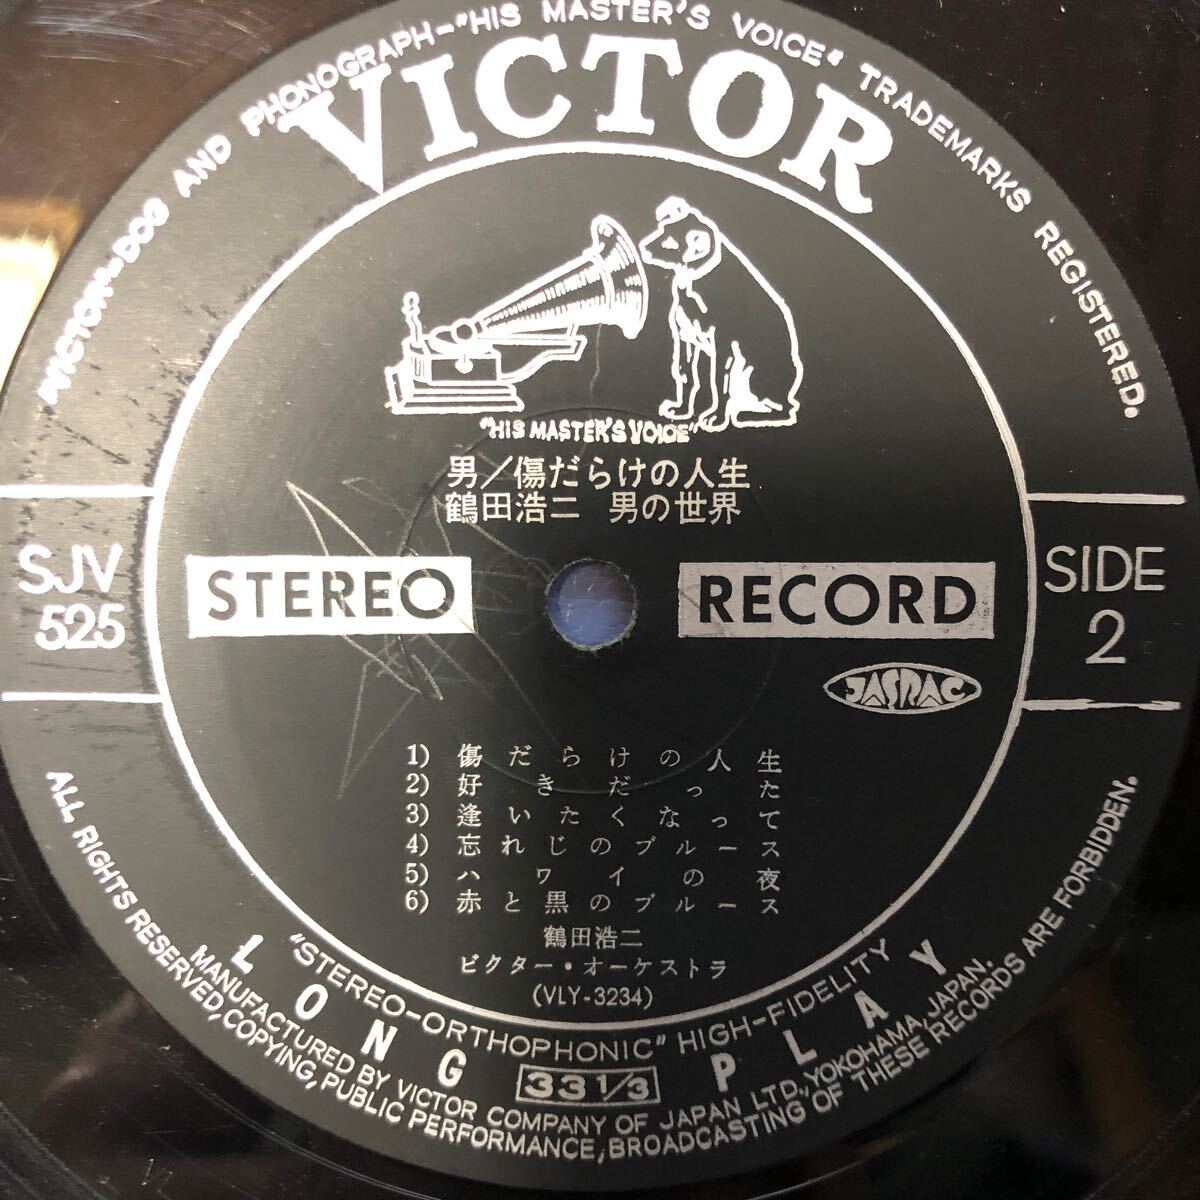 VICTOR-DOG AND PHONOGRAPH-"HIS MASTER'S VOICE" TRADEMARKS REGISTERED.
VICTOR
"HIS MASTER'S VOICE"
男/傷だらけの人生
鶴田浩二 男の世界
SJV
525
STEREO
RECORD
SIDE
2
JASRAC
1) 傷だらけの人生
2) 好きだった
3) 逢いたくなって
4) 忘れじのブルース
5) ハワイの夜
6) 赤と黒のブルース
鶴田浩二
ビクター・オーケストラ
(VLY-3234)
"STEREO-ORTHOPHONIC" HIGH-FIDELITY
LONG 33 1/3 PLAY
MANUFACTURED BY VICTOR COMPANY OF JAPAN LTD., YOKOHAMA, JAPAN.
ALL RIGHTS RESERVED, COPYING, PUBLIC PERFORMANCE, BROADCASTING OF THESE RECORDS ARE FORBIDDEN.